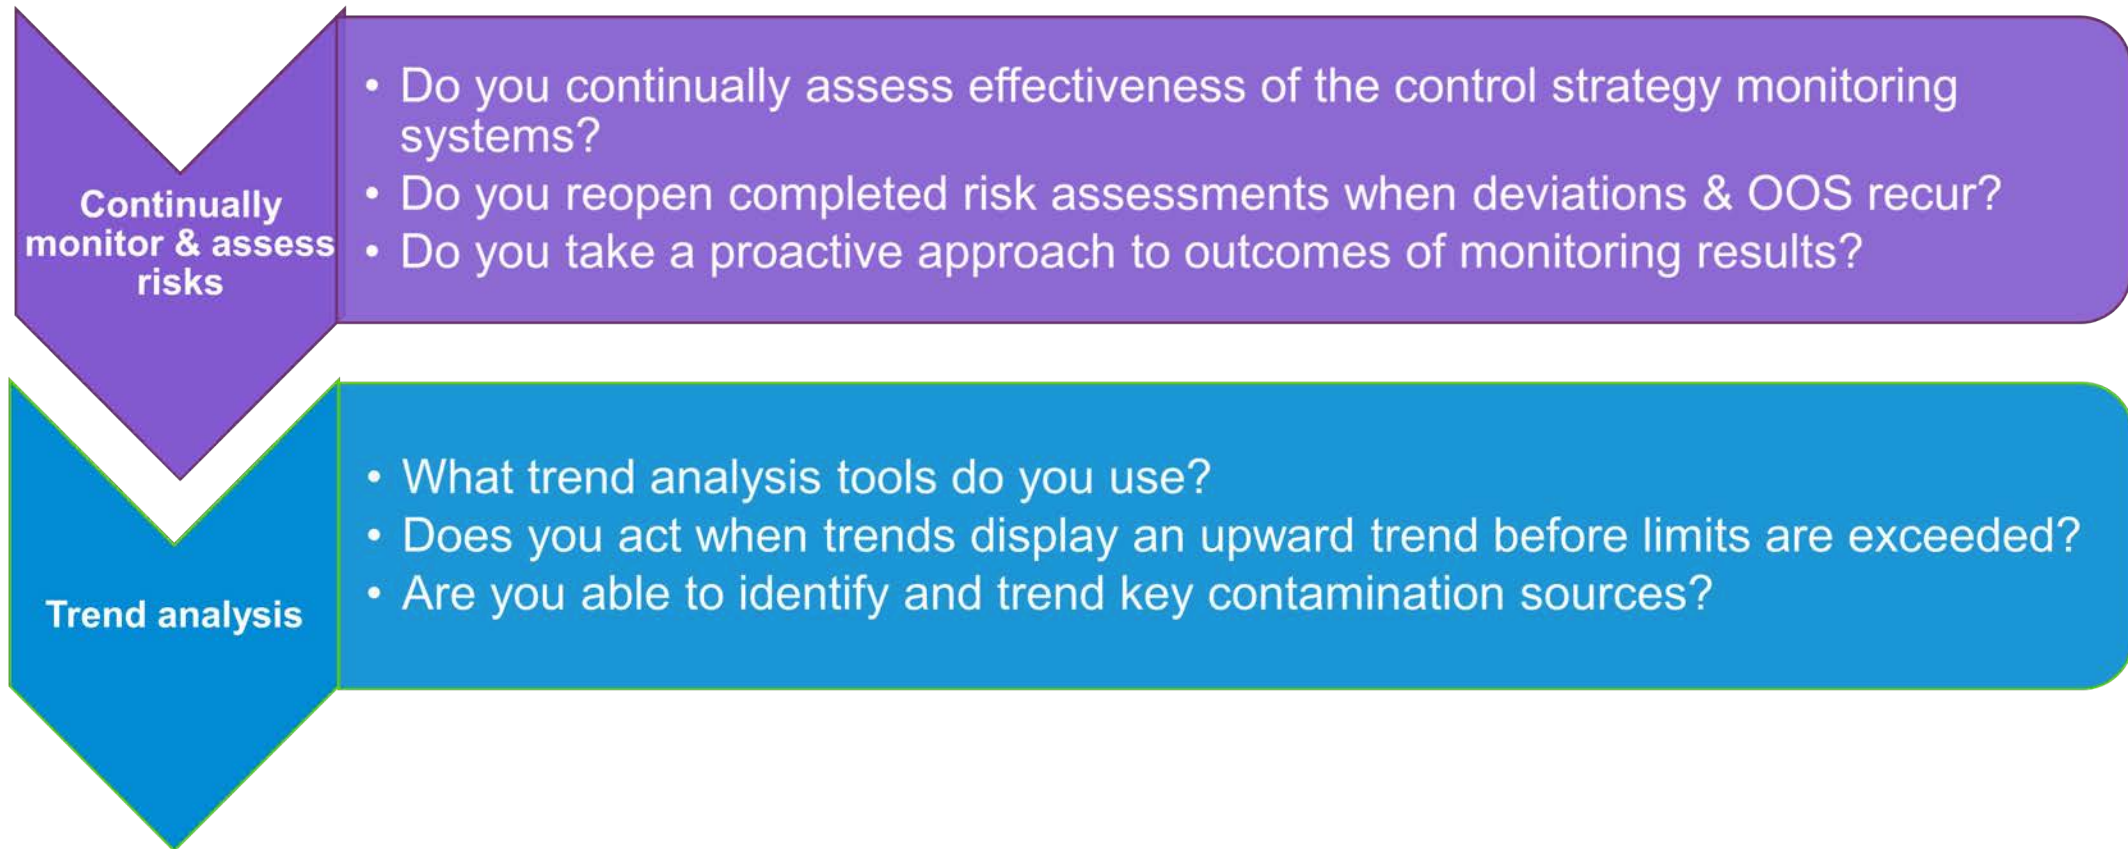 Continually
monitor & assess
risks
• Do you continually assess effectiveness of the control strategy monitoring
systems?
• Do you reopen completed risk assessments when deviations & OOS recur?
• Do you take a proactive approach to outcomes of monitoring results?
Trend analysis
• What trend analysis tools do you use?
• Does you act when trends display an upward trend before limits are exceeded?
• Are you able to identify and trend key contamination sources?